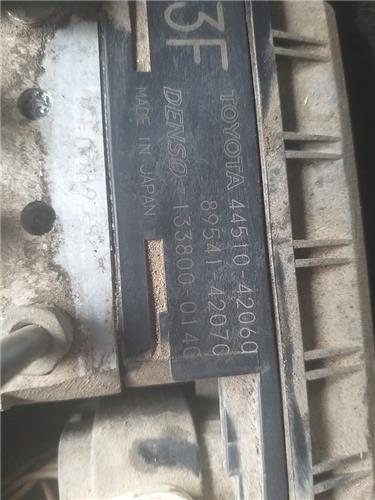 3F
TOYOTA 44510-42060
89541-42070
DENSO 133800-0140
MADE IN JAPAN